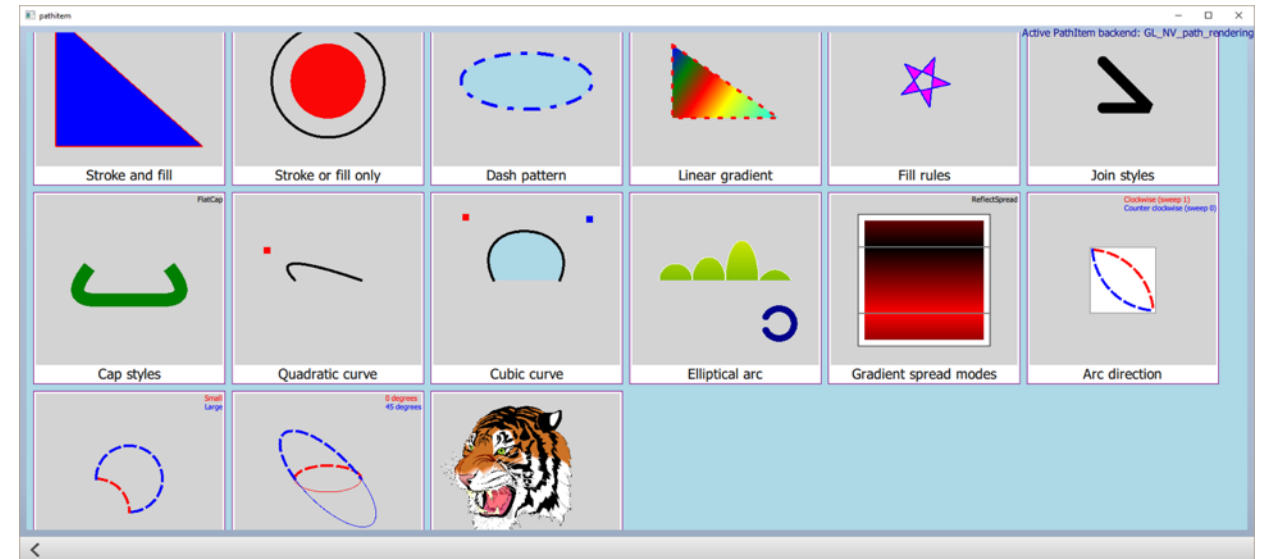 pathitem
Active PathItem backend: GL_NV_path_rendering
Stroke and fill
Stroke or fill only
Dash pattern
Linear gradient
Fill rules
Join styles
FlatCap
ReflectSpread
Clockwise (sweep 1)
Counter clockwise (sweep 0)
Cap styles
Quadratic curve
Cubic curve
Elliptical arc
Gradient spread modes
Arc direction
Small
Large
0 degrees
45 degrees